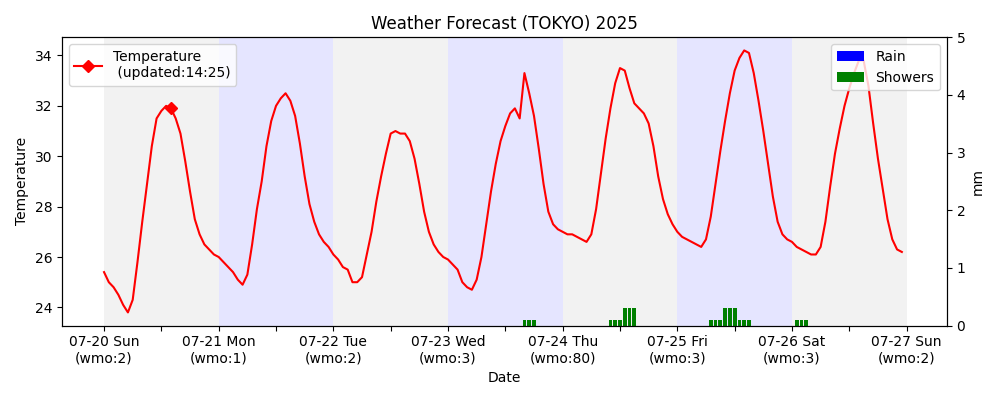 Weather Forecast (TOKYO) 2025
Temperature
(updated:14:25)
Rain
Showers
34
32
30
28
26
24
Temperature
5
4
3
2
1
0
mm
07-20 Sun
(wmo:2)
07-21 Mon
(wmo:1)
07-22 Tue
(wmo:2)
07-23 Wed
(wmo:3)
07-24 Thu
(wmo:80)
07-25 Fri
(wmo:3)
07-26 Sat
(wmo:3)
07-27 Sun
(wmo:2)
Date